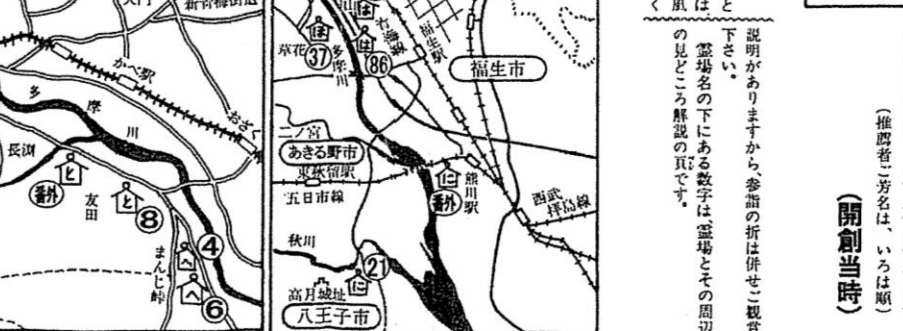 (推薦者ご芳名は、いろは順)
(開創当時)
説明がありますから、参詣の折は併せご観賞
下さい。
霊場名の下にある数字は、霊場とその周辺
の見どころ解説の頁です。
と
は、
く
福生駅
福生市
草花
37
多摩川
は
86
ほ
二ノ宮
あきる野市
東秋留駅
五日市線
に
番外
熊川駅
西武
拝島線
秋川
21
に
高月城址
八王子市
新青梅街道
かべ駅
おざく
多摩川
長渕
と
番外
友田
と
8
4
まんじ峠
へ
へ
6